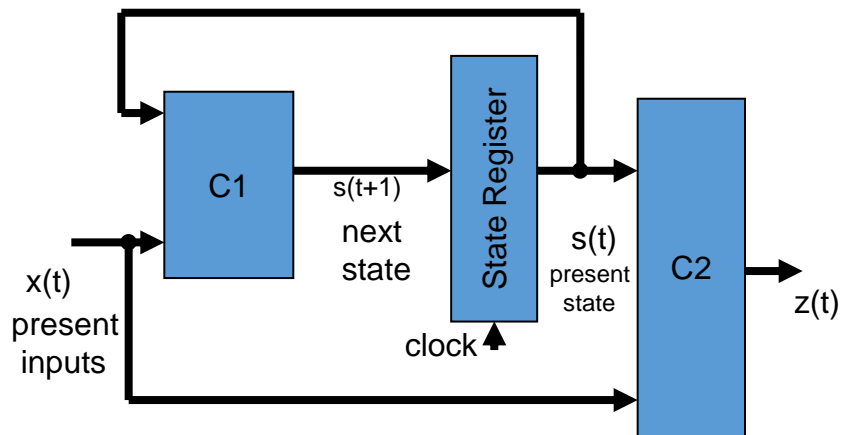 C1
s(t+1)
next
state
State Register
clock
x(t)
present
inputs
s(t)
present
state
C2
z(t)